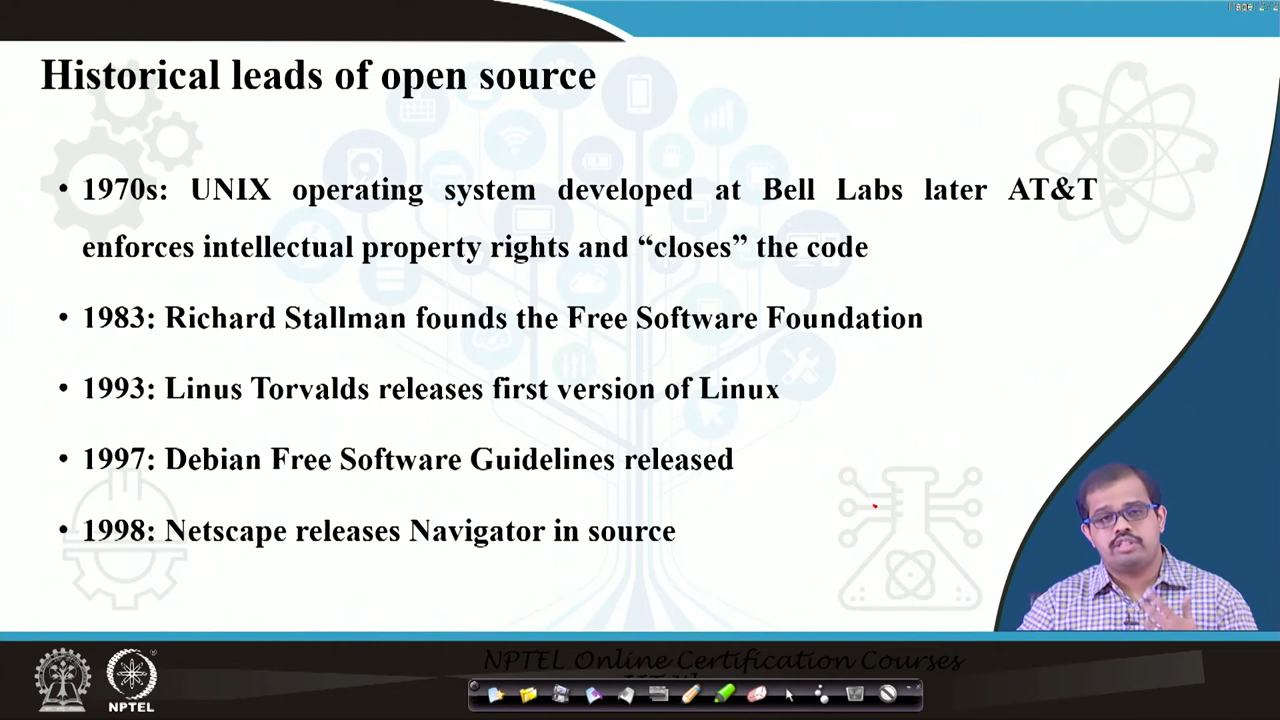 Historical leads of open source
• 1970s: UNIX operating system developed at Bell Labs later AT&T
enforces intellectual property rights and “closes” the code
• 1983: Richard Stallman founds the Free Software Foundation
• 1993: Linus Torvalds releases first version of Linux
• 1997: Debian Free Software Guidelines released
• 1998: Netscape releases Navigator in source
NPTEL Online Certification Courses
NPTEL